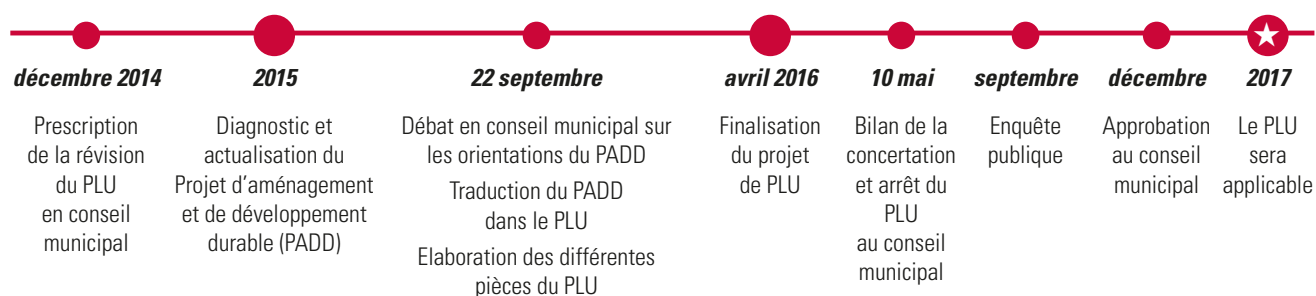 décembre 2014
Prescription
de la révision
du PLU
en conseil
municipal
2015
Diagnostic et
actualisation du
Projet d’aménagement
et de développement
durable (PADD)
22 septembre
Débat en conseil municipal sur
les orientations du PADD
Traduction du PADD
dans le PLU
Elaboration des différentes
pièces du PLU
avril 2016
Finalisation
du projet
de PLU
10 mai
Bilan de la
concertation
et arrêt du
PLU
au conseil
municipal
septembre
Enquête
publique
décembre
Approbation
au conseil
municipal
2017
Le PLU
sera
applicable